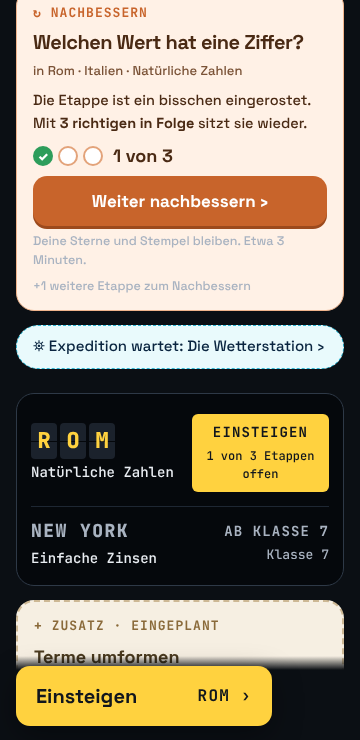 ↻ NACHBESSERN
Welchen Wert hat eine Ziffer?
in Rom · Italien · Natürliche Zahlen
Die Etappe ist ein bisschen eingerostet.
Mit 3 richtigen in Folge sitzt sie wieder.
1 von 3
Weiter nachbessern >
Deine Sterne und Stempel bleiben. Etwa 3
Minuten.
+1 weitere Etappe zum Nachbessern
Expedition wartet: Die Wetterstation >
ROM
Natürliche Zahlen
EINSTEIGEN
1 von 3 Etappen
offen
NEW YORK
Einfache Zinsen
AB KLASSE 7
Klasse 7
+ ZUSATZ · EINGEPLANT
Terme umformen
Einsteigen ROM ›